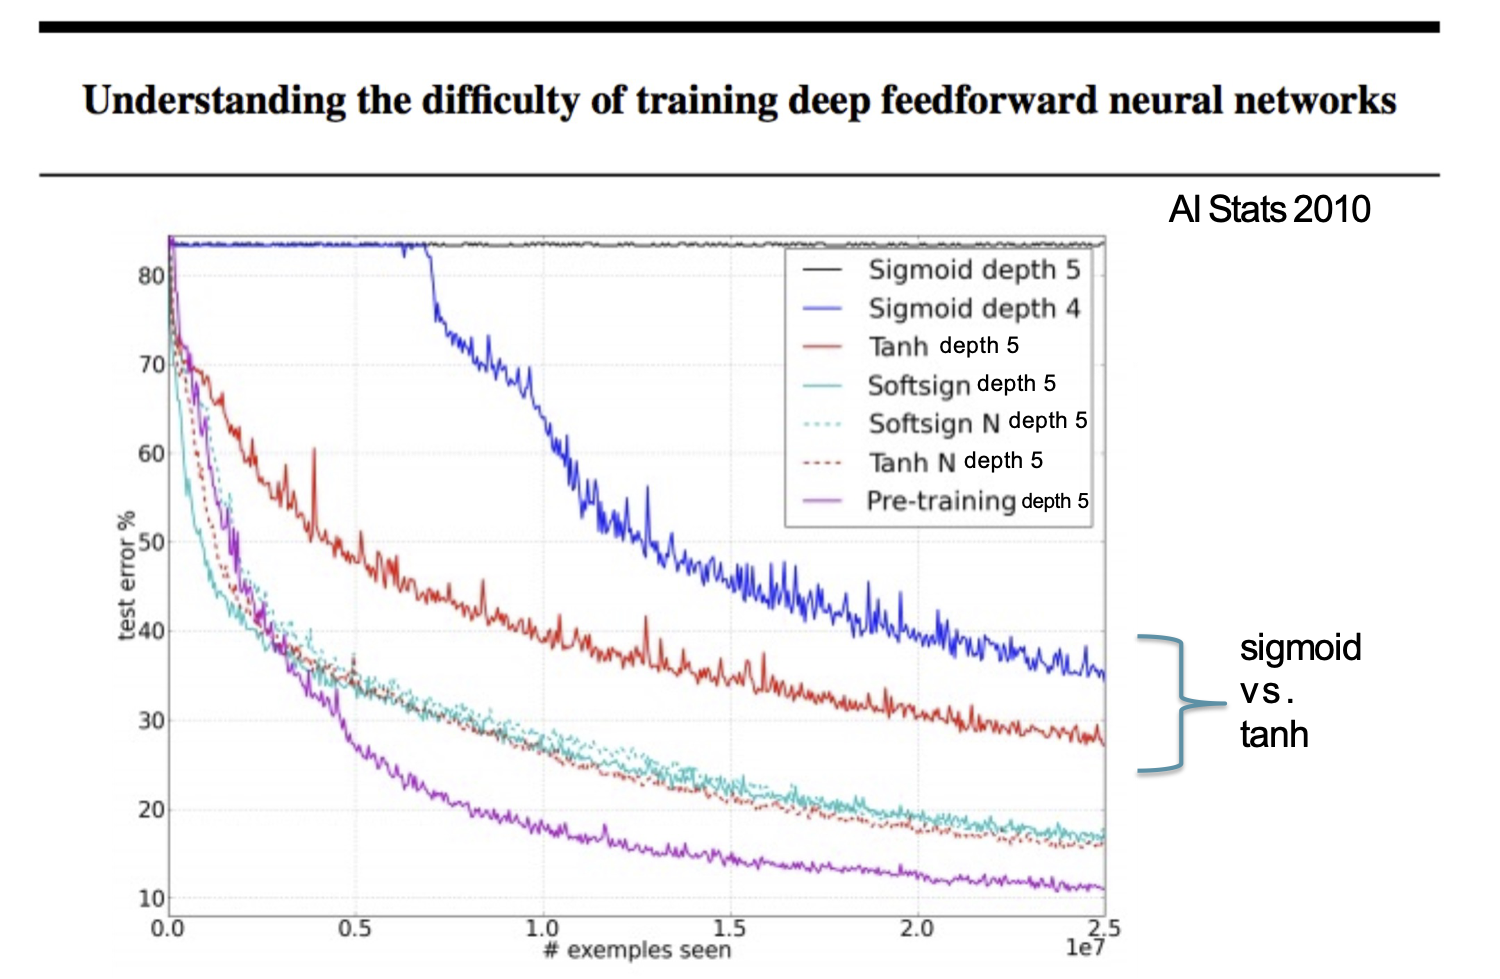 Understanding the difficulty of training deep feedforward neural networks
AI Stats 2010
Sigmoid depth 5
Sigmoid depth 4
Tanh depth 5
Softsign depth 5
Softsign N depth 5
Tanh N depth 5
Pre-training depth 5
80
70
60
50
40
30
20
10
test error %
0.0 0.5 1.0 1.5 2.0 2.5
# exemples seen
1e7
sigmoid
vs.
tanh